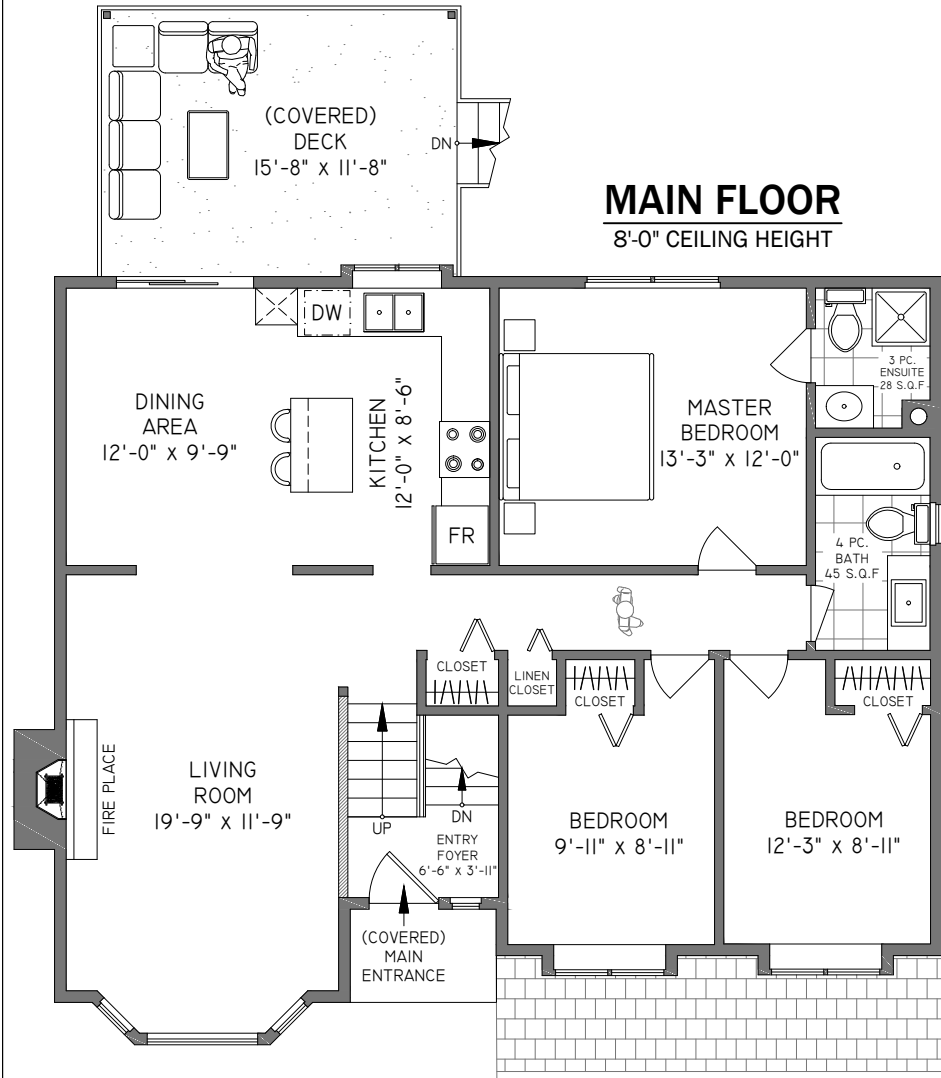 (COVERED)
DECK
15'-8" X 11'-8"
DN
MAIN FLOOR
8'-0" CEILING HEIGHT
DW
DINING
AREA
12'-0" X 9'-9"
KITCHEN
12'-0" X 8'-6"
FR
MASTER
BEDROOM
13'-3" X 12'-0"
3 PC.
ENSUITE
28 S.Q.F
4 PC.
BATH
45 S.Q.F
CLOSET
LINEN
CLOSET
CLOSET
CLOSET
FIRE PLACE
LIVING
ROOM
19'-9" X 11'-9"
UP
DN
ENTRY
FOYER
6'-6" X 3'-11"
BEDROOM
9'-11" X 8'-11"
BEDROOM
12'-3" X 8'-11"
(COVERED)
MAIN
ENTRANCE